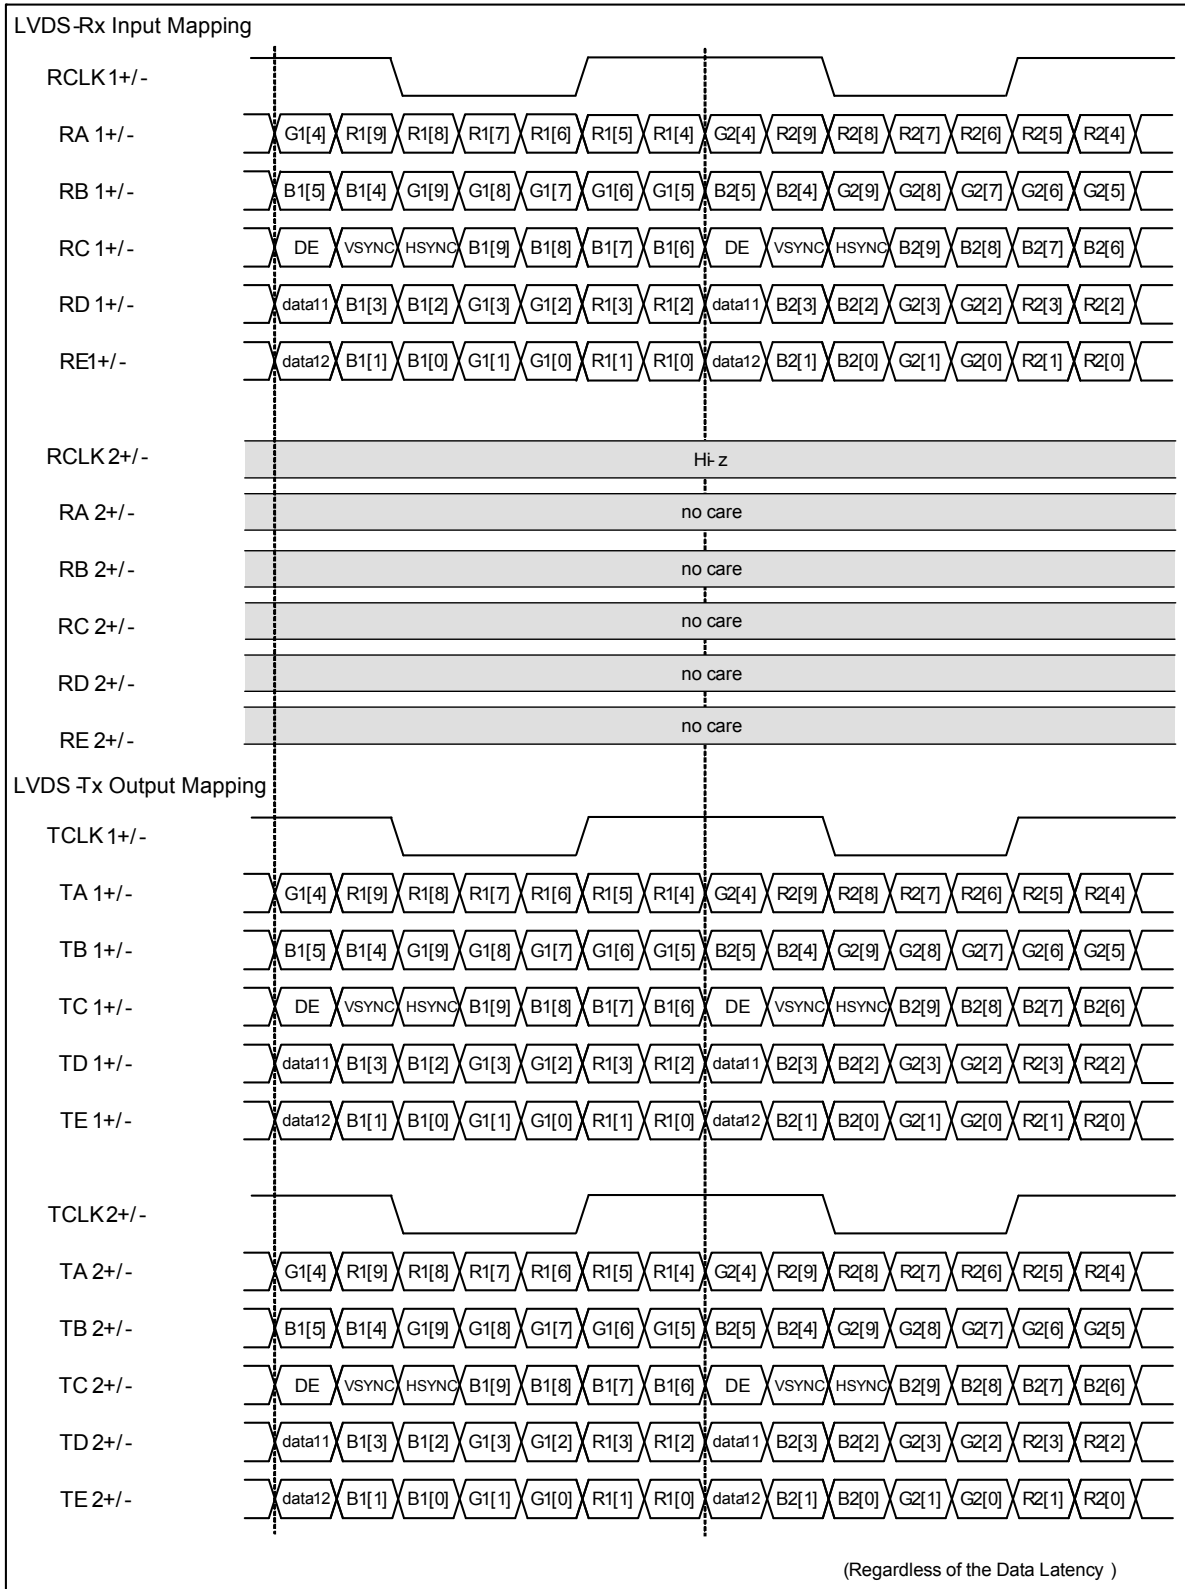 LVDS-Rx Input Mapping
RCLK 1+/-
RA 1+/- G1[4] R1[9] R1[8] R1[7] R1[6] R1[5] R1[4] G2[4] R2[9] R2[8] R2[7] R2[6] R2[5] R2[4]
RB 1+/- B1[5] B1[4] G1[9] G1[8] G1[7] G1[6] G1[5] B2[5] B2[4] G2[9] G2[8] G2[7] G2[6] G2[5]
RC 1+/- DE VSYNC HSYNC B1[9] B1[8] B1[7] B1[6] DE VSYNC HSYNC B2[9] B2[8] B2[7] B2[6]
RD 1+/- data11 B1[3] B1[2] G1[3] G1[2] R1[3] R1[2] data11 B2[3] B2[2] G2[3] G2[2] R2[3] R2[2]
RE1+/- data12 B1[1] B1[0] G1[1] G1[0] R1[1] R1[0] data12 B2[1] B2[0] G2[1] G2[0] R2[1] R2[0]
RCLK 2+/- Hi-z
RA 2+/- no care
RB 2+/- no care
RC 2+/- no care
RD 2+/- no care
RE 2+/- no care
LVDS -Tx Output Mapping
TCLK 1+/-
TA 1+/- G1[4] R1[9] R1[8] R1[7] R1[6] R1[5] R1[4] G2[4] R2[9] R2[8] R2[7] R2[6] R2[5] R2[4]
TB 1+/- B1[5] B1[4] G1[9] G1[8] G1[7] G1[6] G1[5] B2[5] B2[4] G2[9] G2[8] G2[7] G2[6] G2[5]
TC 1+/- DE VSYNC HSYNC B1[9] B1[8] B1[7] B1[6] DE VSYNC HSYNC B2[9] B2[8] B2[7] B2[6]
TD 1+/- data11 B1[3] B1[2] G1[3] G1[2] R1[3] R1[2] data11 B2[3] B2[2] G2[3] G2[2] R2[3] R2[2]
TE 1+/- data12 B1[1] B1[0] G1[1] G1[0] R1[1] R1[0] data12 B2[1] B2[0] G2[1] G2[0] R2[1] R2[0]
TCLK 2+/-
TA 2+/- G1[4] R1[9] R1[8] R1[7] R1[6] R1[5] R1[4] G2[4] R2[9] R2[8] R2[7] R2[6] R2[5] R2[4]
TB 2+/- B1[5] B1[4] G1[9] G1[8] G1[7] G1[6] G1[5] B2[5] B2[4] G2[9] G2[8] G2[7] G2[6] G2[5]
TC 2+/- DE VSYNC HSYNC B1[9] B1[8] B1[7] B1[6] DE VSYNC HSYNC B2[9] B2[8] B2[7] B2[6]
TD 2+/- data11 B1[3] B1[2] G1[3] G1[2] R1[3] R1[2] data11 B2[3] B2[2] G2[3] G2[2] R2[3] R2[2]
TE 2+/- data12 B1[1] B1[0] G1[1] G1[0] R1[1] R1[0] data12 B2[1] B2[0] G2[1] G2[0] R2[1] R2[0]
(Regardless of the Data Latency )